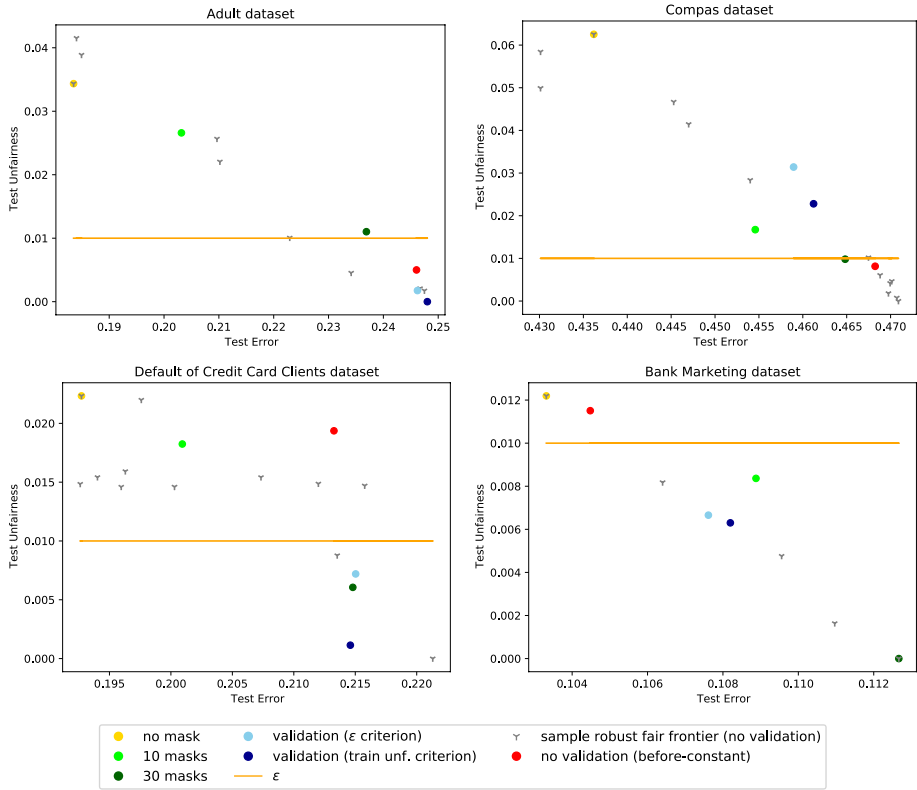 Adult dataset
Test Unfairness
0.04
0.03
0.02
0.01
0.00
0.19 0.20 0.21 0.22 0.23 0.24 0.25
Test Error
Compas dataset
Test Unfairness
0.06
0.05
0.04
0.03
0.02
0.01
0.00
0.430 0.435 0.440 0.445 0.450 0.455 0.460 0.465 0.470
Test Error
Default of Credit Card Clients dataset
Test Unfairness
0.020
0.015
0.010
0.005
0.000
0.195 0.200 0.205 0.210 0.215 0.220
Test Error
Bank Marketing dataset
Test Unfairness
0.012
0.010
0.008
0.006
0.004
0.002
0.000
0.104 0.106 0.108 0.110 0.112
Test Error
no mask
10 masks
30 masks
validation (ε criterion)
validation (train unf. criterion)
ε
sample robust fair frontier (no validation)
no validation (before-constant)